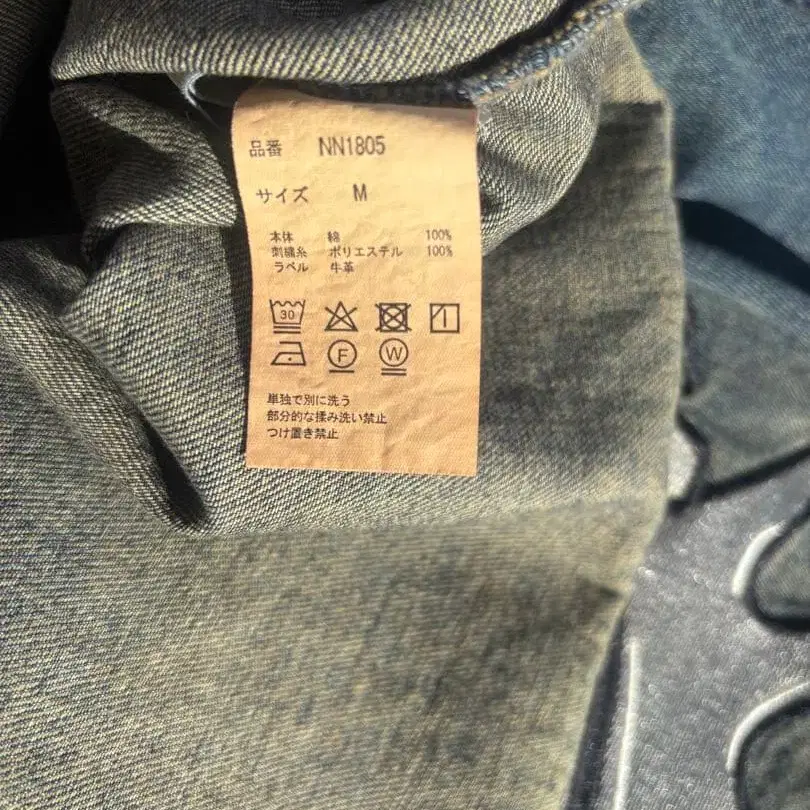 品番 NN1805
サイズ M
本体 綿 100%
刺繍糸 ポリエステル 100%
ラベル 牛革
30
F W
単独で別に洗う
部分的な揉み洗い禁止
つけ置き禁止